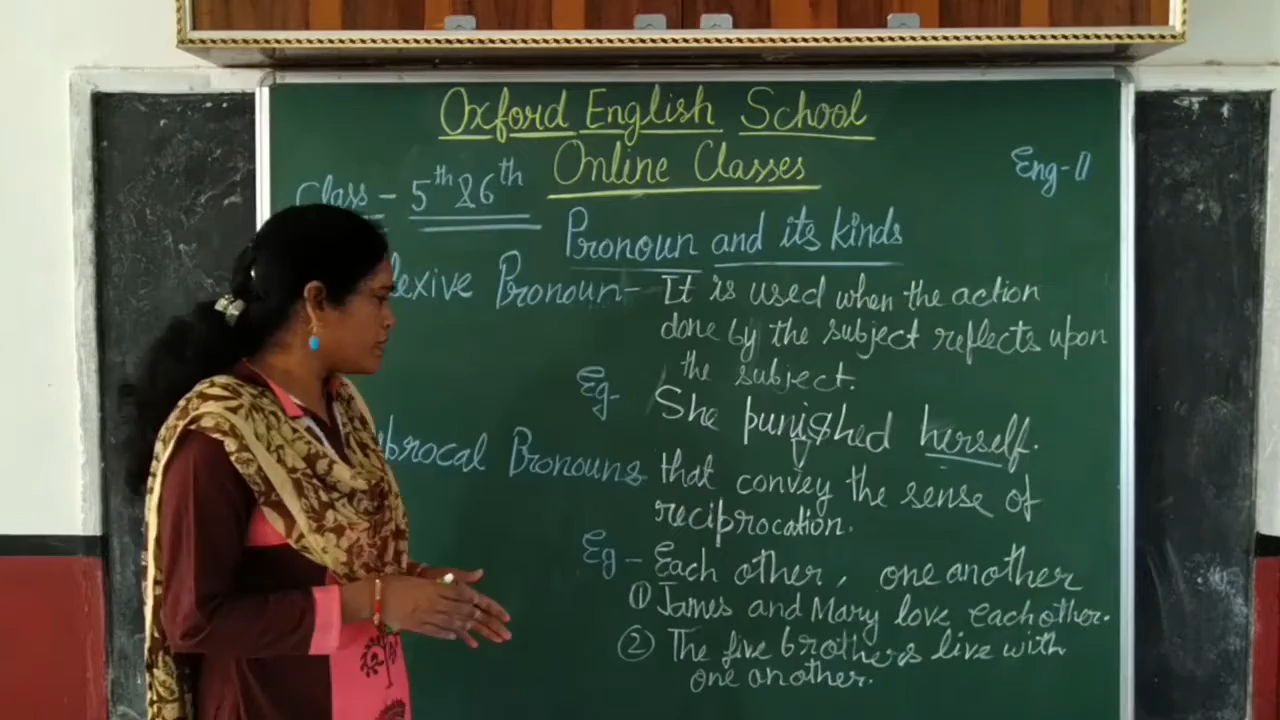 Oxford English School
Online Classes
Eng-II
Class - 5th & 6th
Pronoun and its kinds
lexive Pronoun- It is used when the action
done by the subject reflects upon
the subject.
Eg- She punished herself.
brocal Pronouns that convey the sense of
reciprocation.
Eg - Each other, one another
① James and Mary love each other.
② The five brothers live with
one another.